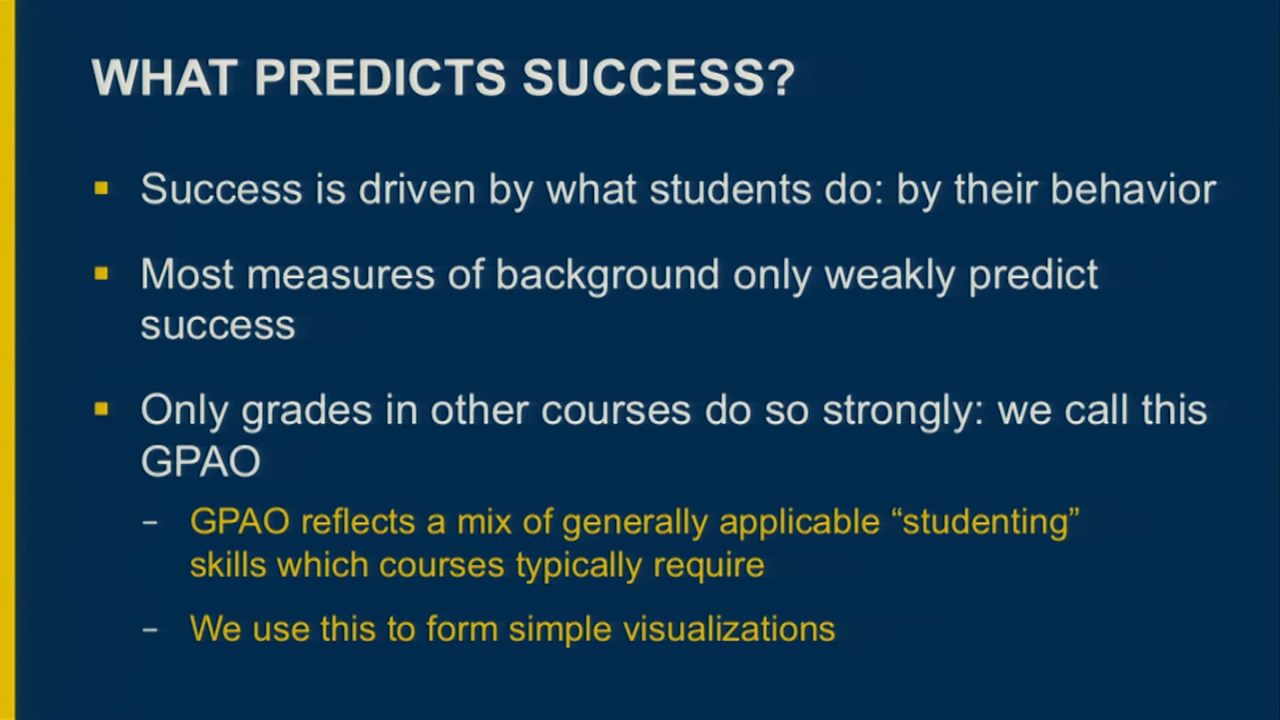 WHAT PREDICTS SUCCESS?
Success is driven by what students do: by their behavior
Most measures of background only weakly predict
success
Only grades in other courses do so strongly: we call this
GPAO
– GPAO reflects a mix of generally applicable “studenting”
skills which courses typically require
– We use this to form simple visualizations